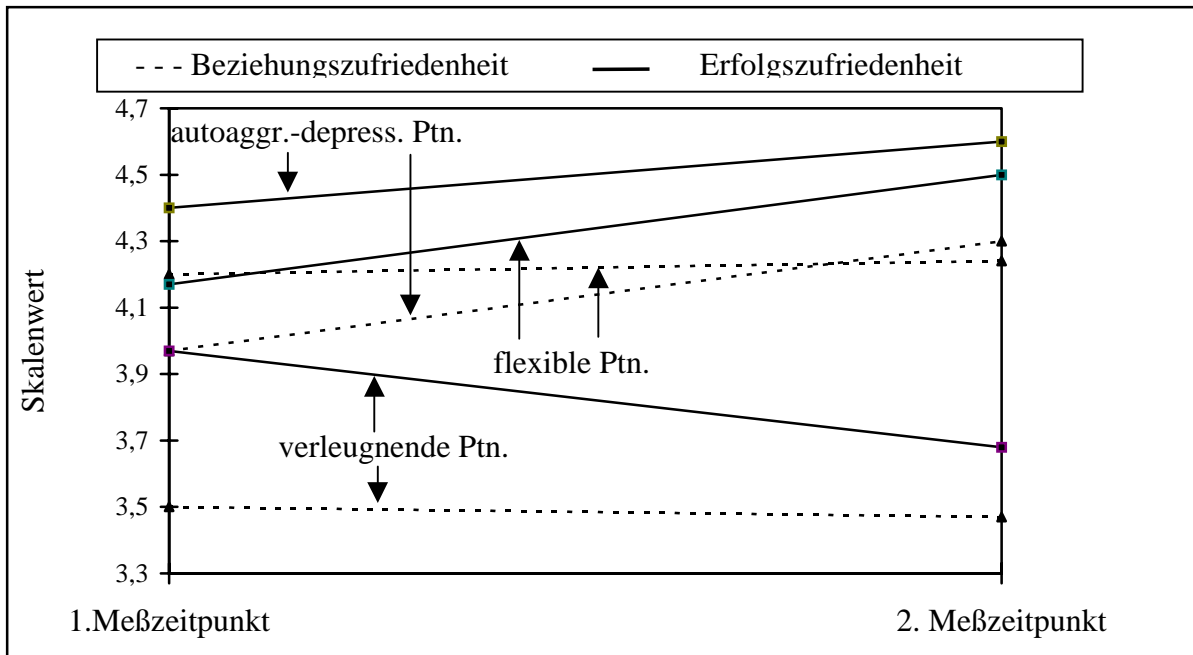 - - - Beziehungszufriedenheit —— Erfolgszufriedenheit
4,7
autoaggr.-depress. Ptn.
4,5
4,3
4,1
flexible Ptn.
3,9
Skalenwert
3,7
verleugnende Ptn.
3,5
3,3
1.Meßzeitpunkt 2. Meßzeitpunkt